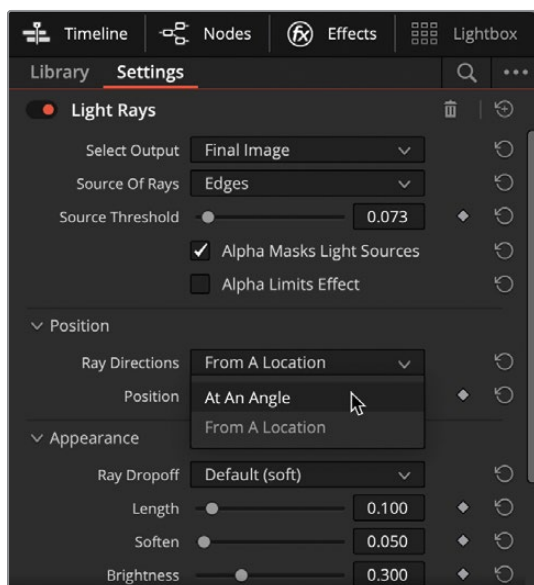 Timeline Nodes fx Effects Lightbox
Library Settings
Light Rays
Select Output Final Image
Source Of Rays Edges
Source Threshold 0.073
Alpha Masks Light Sources
Alpha Limits Effect
Position
Ray Directions From A Location
Position At An Angle
From A Location
Appearance
Ray Dropoff Default (soft)
Length 0.100
Soften 0.050
Brightness 0.300